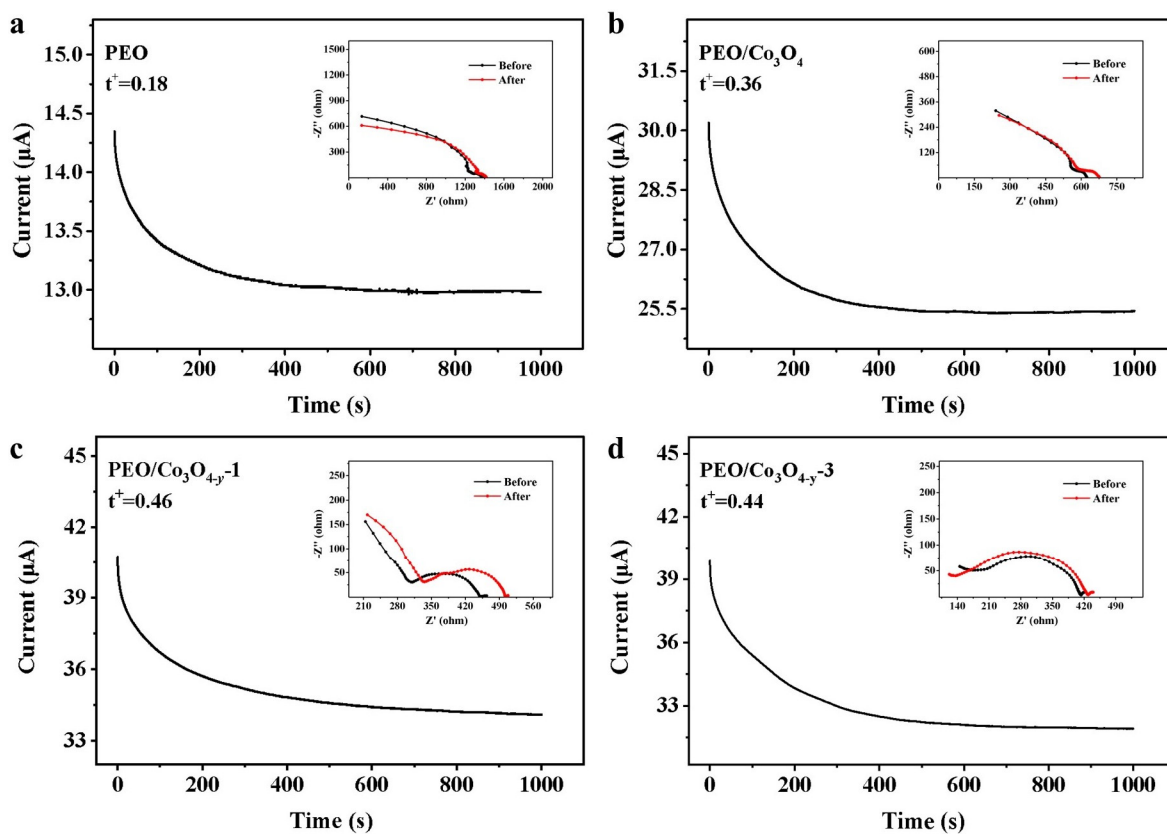 a
PEO
t⁺=0.18
Current (μA)
15.0
14.5
14.0
13.5
13.0
0 200 400 600 800 1000
Time (s)
-Z'' (ohm)
1500
1200
900
600
300
0 400 800 1200 1600 2000
Z' (ohm)
Before
After
b
PEO/Co₃O₄
t⁺=0.36
Current (μA)
31.5
30.0
28.5
27.0
25.5
0 200 400 600 800 1000
Time (s)
-Z'' (ohm)
600
480
360
240
120
0 150 300 450 600 750
Z' (ohm)
Before
After
c
PEO/Co₃O₄₋y-1
t⁺=0.46
Current (μA)
45
42
39
36
33
0 200 400 600 800 1000
Time (s)
-Z'' (ohm)
250
200
150
100
50
210 280 350 420 490 560
Z' (ohm)
Before
After
d
PEO/Co₃O₄₋y-3
t⁺=0.44
Current (μA)
45
42
39
36
33
0 200 400 600 800 1000
Time (s)
-Z'' (ohm)
250
200
150
100
50
140 210 280 350 420 490
Z' (ohm)
Before
After